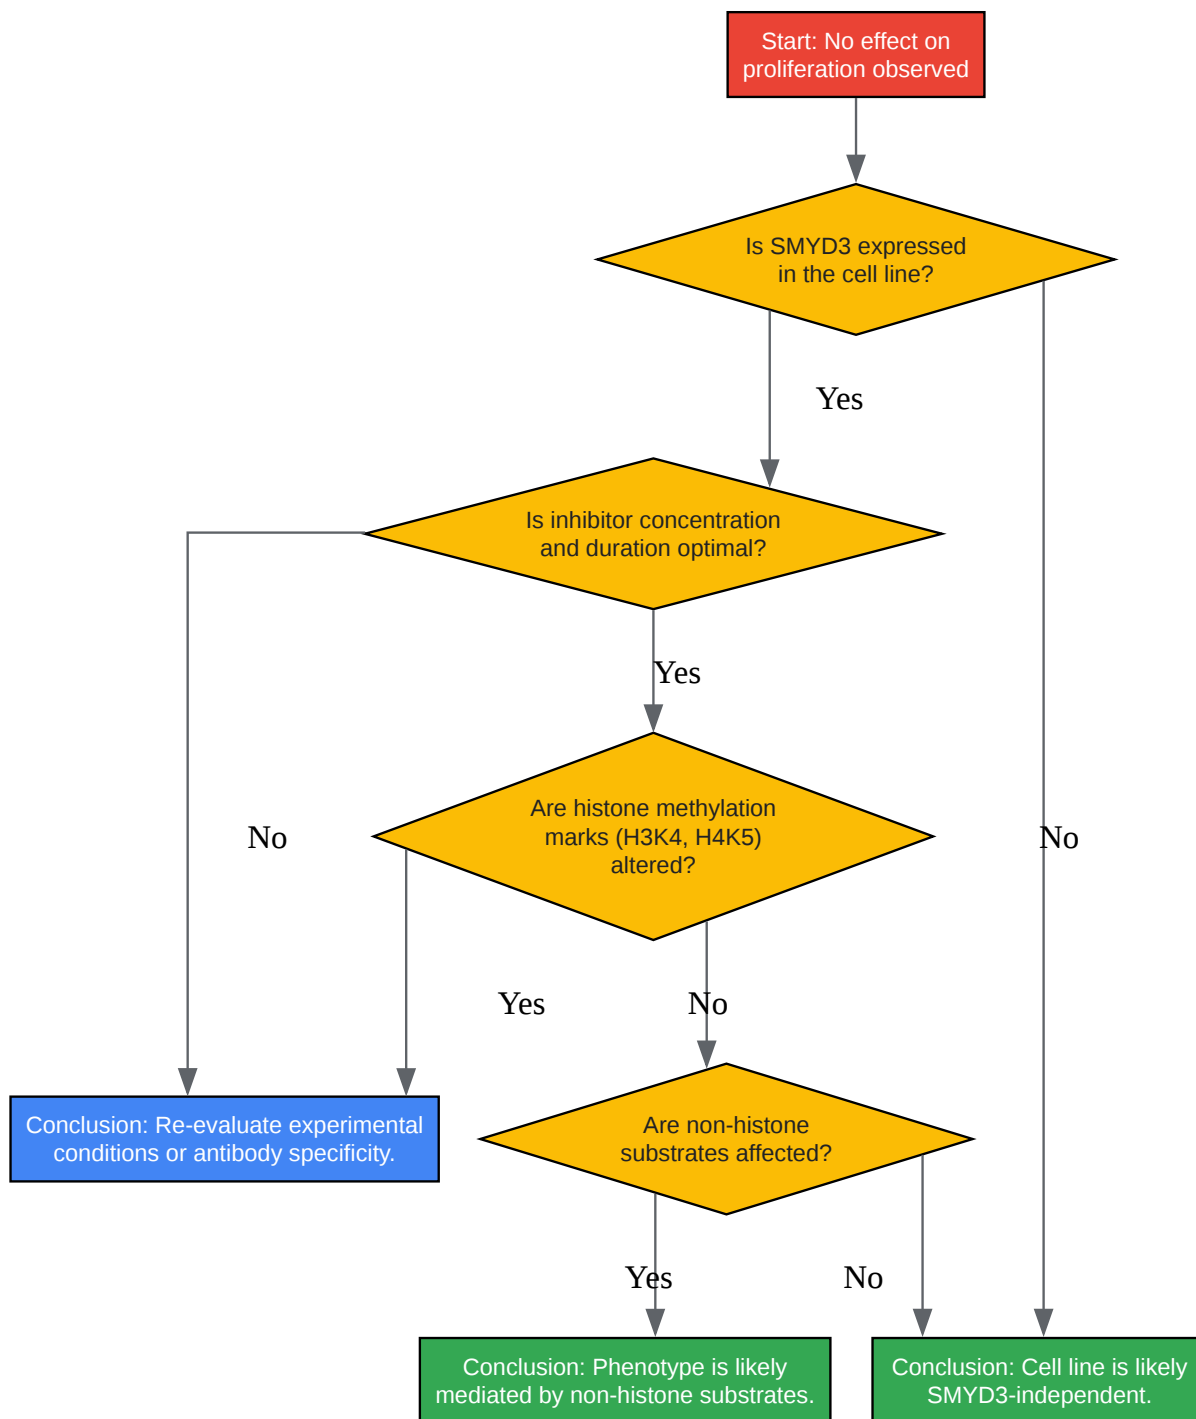 Start: No effect on
proliferation observed
Is SMYD3 expressed
in the cell line?
Yes
Is inhibitor concentration
and duration optimal?
Yes
Are histone methylation
marks (H3K4, H4K5)
altered?
No
No
Yes
No
Are non-histone
substrates affected?
Conclusion: Re-evaluate experimental
conditions or antibody specificity.
Yes
No
Conclusion: Phenotype is likely
mediated by non-histone substrates.
Conclusion: Cell line is likely
SMYD3-independent.